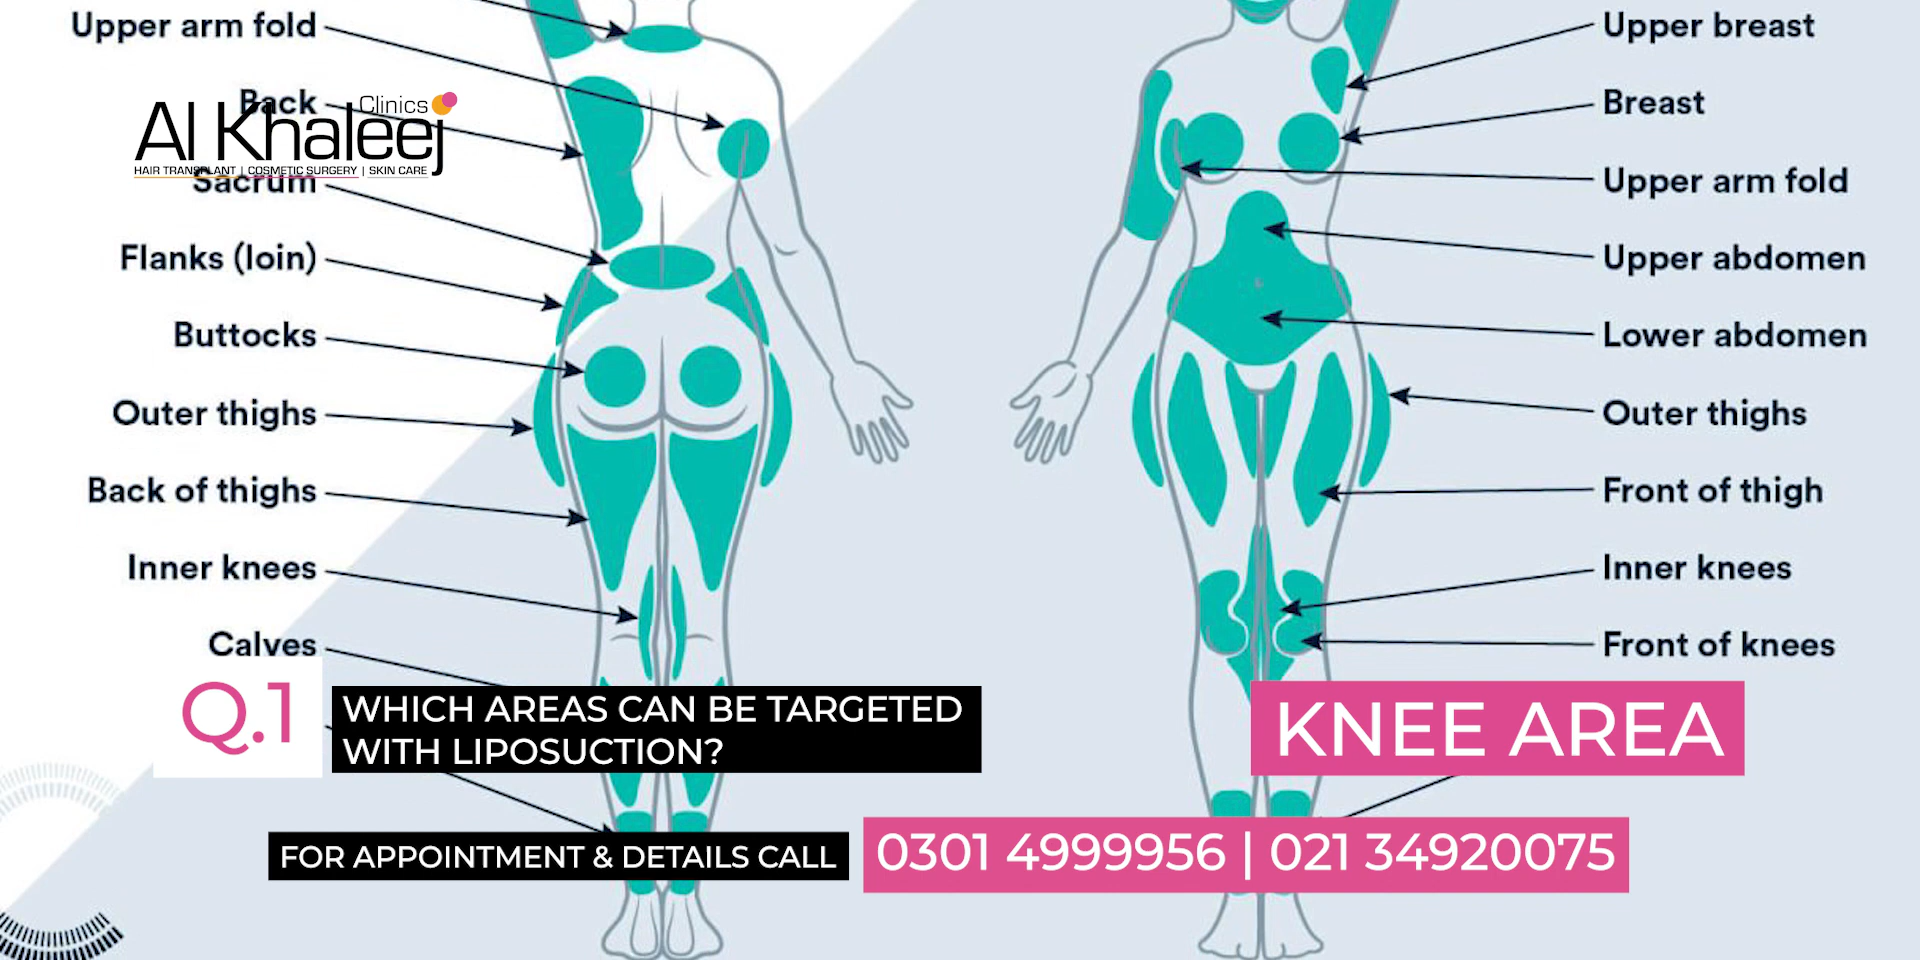 Upper arm fold
Back
Sacrum
Flanks (loin)
Buttocks
Outer thighs
Back of thighs
Inner knees
Calves
Clinics
Al Khaleej
HAIR TRANSPLANT | COSMETIC SURGERY | SKIN CARE
Upper breast
Breast
Upper arm fold
Upper abdomen
Lower abdomen
Outer thighs
Front of thigh
Inner knees
Front of knees
Q.1
WHICH AREAS CAN BE TARGETED
WITH LIPOSUCTION?
KNEE AREA
FOR APPOINTMENT & DETAILS CALL
0301 4999956 | 021 34920075